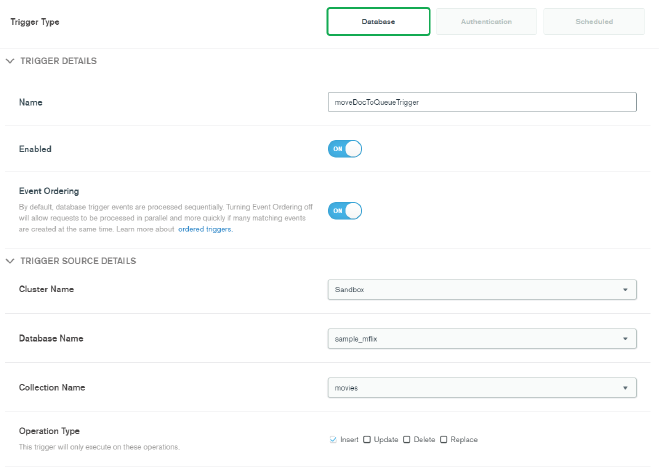 Trigger Type
Database
Authentication
Scheduled
TRIGGER DETAILS
Name
moveDocToQueueTrigger
Enabled
ON
Event Ordering
By default, database trigger events are processed sequentially. Turning Event Ordering off
will allow requests to be processed in parallel and more quickly if many matching events
are created at the same time. Learn more about ordered triggers.
ON
TRIGGER SOURCE DETAILS
Cluster Name
Sandbox
Database Name
sample_mflix
Collection Name
movies
Operation Type
This trigger will only execute on these operations.
Insert Update Delete Replace